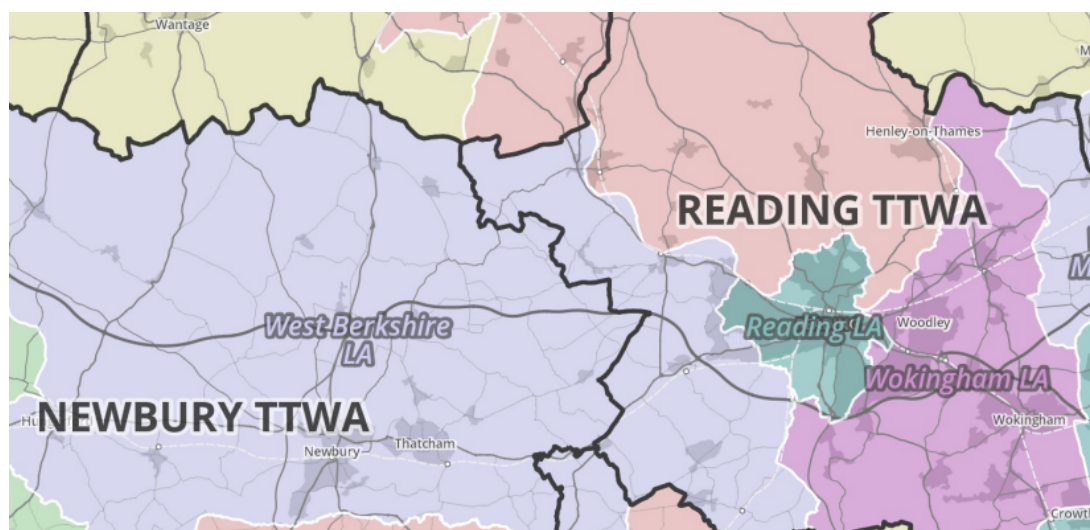 Wantage
Henley-on-Thames
READING TTWA
West Berkshire
LA
Reading LA
Woodley
Wokingham LA
NEWBURY TTWA
Wokingham
Thatcham
Newbury